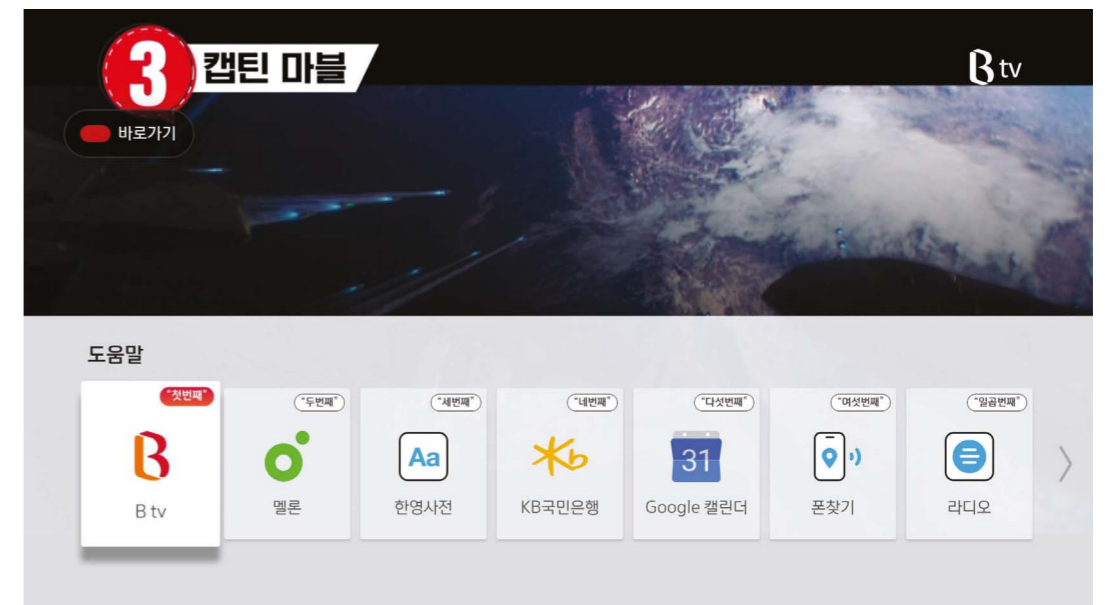 3 캡틴 마블
B tv
바로가기
도움말
"첫번째"
B tv
"두번째"
멜론
"세번째"
Aa
한영사전
"네번째"
Kb
KB국민은행
"다섯번째"
31
Google 캘린더
"여섯번째"
폰찾기
"일곱번째"
라디오